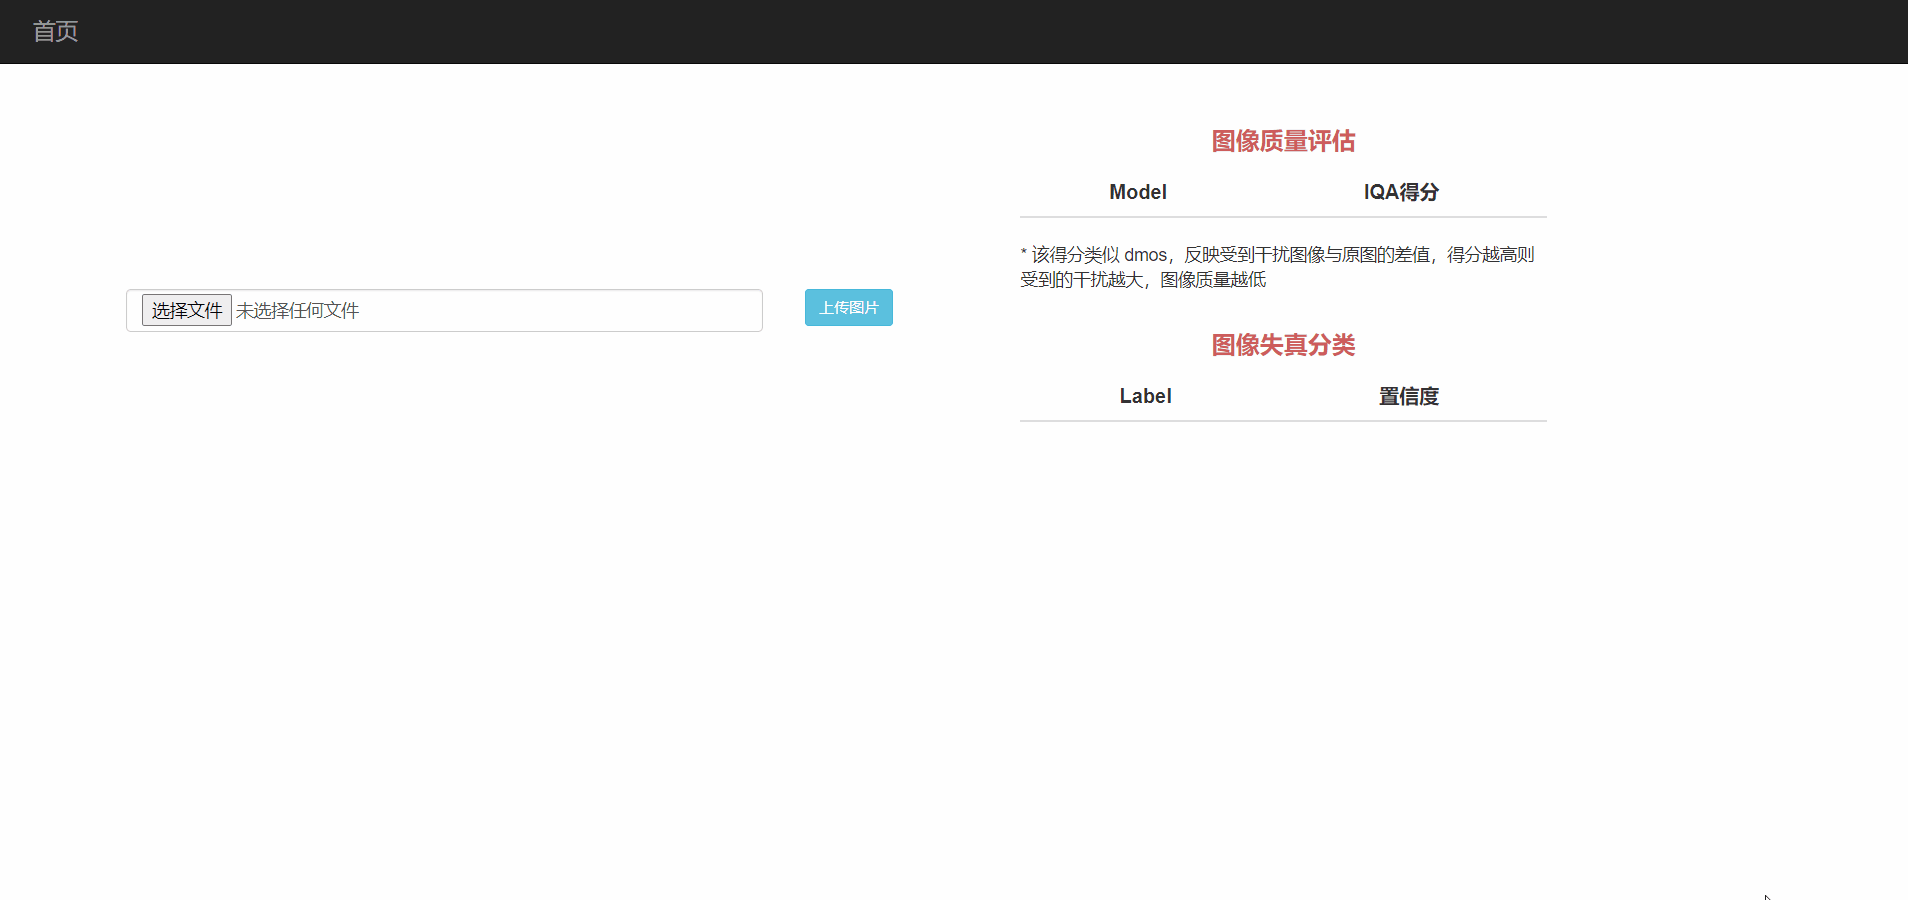 首页
选择文件 未选择任何文件
上传图片
图像质量评估
Model IQA得分
* 该得分类似 dmos，反映受到干扰图像与原图的差值，得分越高则
受到的干扰越大，图像质量越低
图像失真分类
Label 置信度